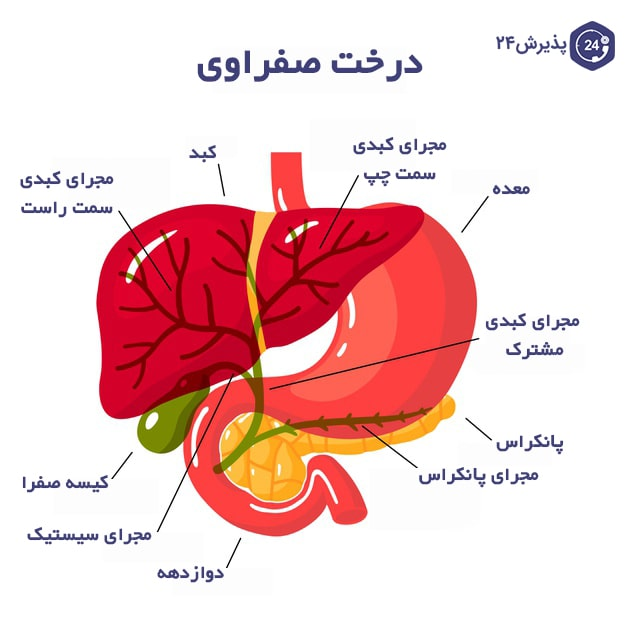 پذیرش۲۴
24
درخت صفراوی
مجرای کبدی
سمت چپ
کبد
مجرای کبدی
سمت راست
معده
مجرای کبدی
مشترک
پانکراس
مجرای پانکراس
کیسه صفرا
مجرای سیستیک
دوازدهه